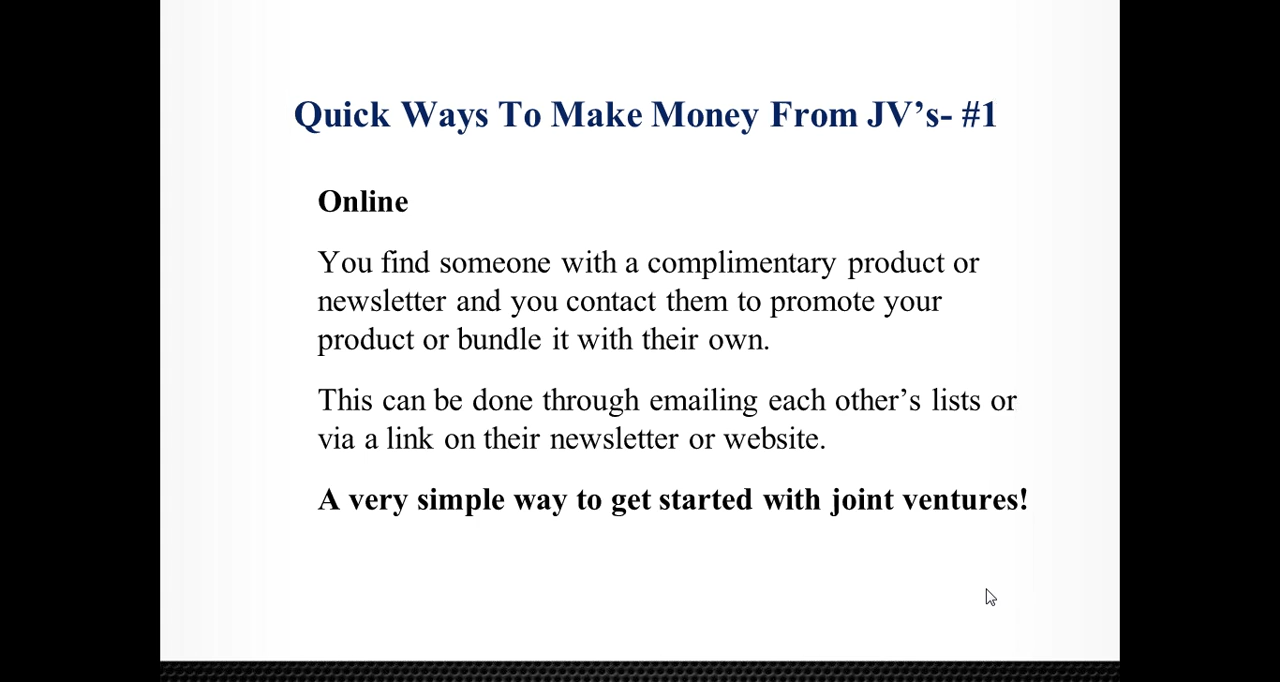 Quick Ways To Make Money From JV’s- #1
Online
You find someone with a complimentary product or
newsletter and you contact them to promote your
product or bundle it with their own.
This can be done through emailing each other’s lists or
via a link on their newsletter or website.
A very simple way to get started with joint ventures!